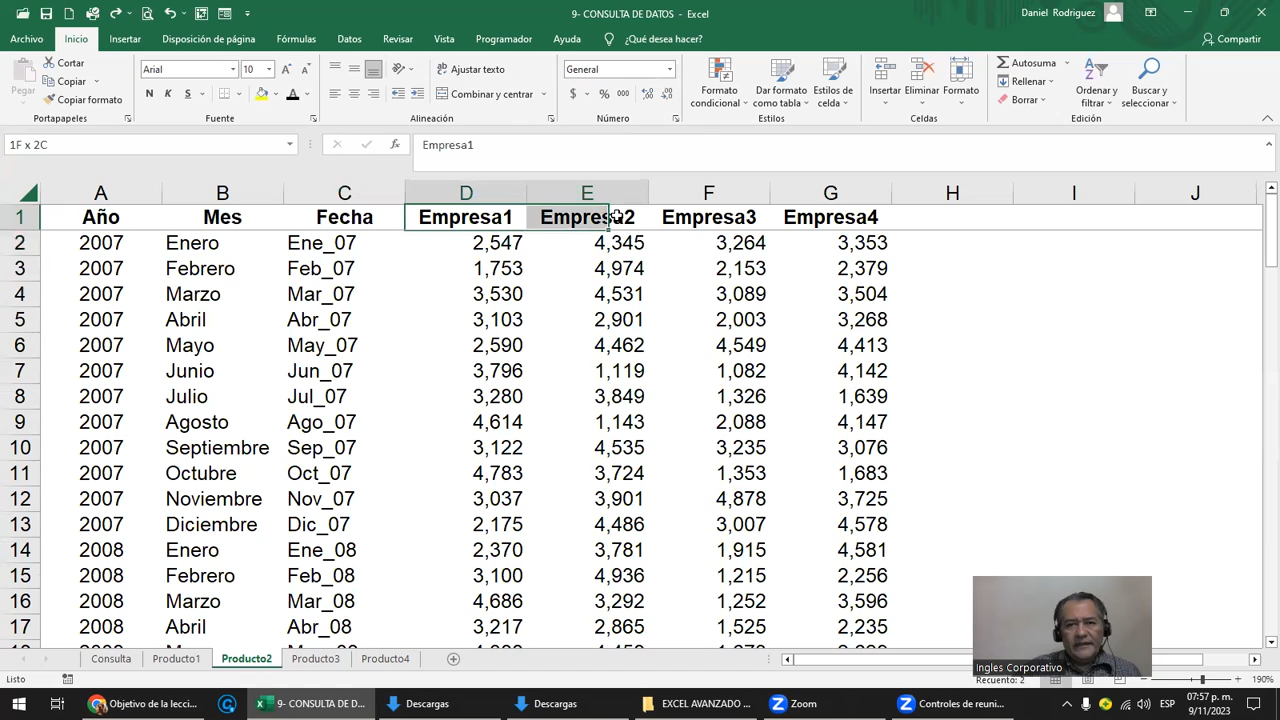 9- CONSULTA DE DATOS - Excel
Daniel Rodriguez
Archivo Inicio Insertar Disposición de página Fórmulas Datos Revisar Vista Programador Ayuda ¿Qué desea hacer? Compartir
Pegar
Cortar
Copiar
Copiar formato
Portapapeles
Arial 10
N K S
Fuente
Ajustar texto
Combinar y centrar
Alineación
General
$ % 000
Número
Formato condicional
Dar formato como tabla
Estilos de celda
Estilos
Insertar Eliminar Formato
Celdas
Autosuma
Rellenar
Borrar
Ordenar y filtrar
Buscar y seleccionar
Edición
1F x 2C fx Empresa1
A B C D E F G H I J
1 Año Mes Fecha Empresa1 Empresa2 Empresa3 Empresa4
2 2007 Enero Ene_07 2,547 4,345 3,264 3,353
3 2007 Febrero Feb_07 1,753 4,974 2,153 2,379
4 2007 Marzo Mar_07 3,530 4,531 3,089 3,504
5 2007 Abril Abr_07 3,103 2,901 2,003 3,268
6 2007 Mayo May_07 2,590 4,462 4,549 4,413
7 2007 Junio Jun_07 3,796 1,119 1,082 4,142
8 2007 Julio Jul_07 3,280 3,849 1,326 1,639
9 2007 Agosto Ago_07 4,614 1,143 2,088 4,147
10 2007 Septiembre Sep_07 3,122 4,535 3,235 3,076
11 2007 Octubre Oct_07 4,783 3,724 1,353 1,683
12 2007 Noviembre Nov_07 3,037 3,901 4,878 3,725
13 2007 Diciembre Dic_07 2,175 4,486 3,007 4,578
14 2008 Enero Ene_08 2,370 3,781 1,915 4,581
15 2008 Febrero Feb_08 3,100 4,936 1,215 2,256
16 2008 Marzo Mar_08 4,686 3,292 1,252 3,596
17 2008 Abril Abr_08 3,217 2,865 1,525 2,235
Ingles Corporativo
Consulta Producto1 Producto2 Producto3 Producto4
Listo
Recuento: 2
190%
Objetivo de la lecci...
9- CONSULTA DE D...
Descargas
Descargas
EXCEL AVANZADO ...
Zoom
Controles de reuni...
ESP
07:57 p. m.
9/11/2023